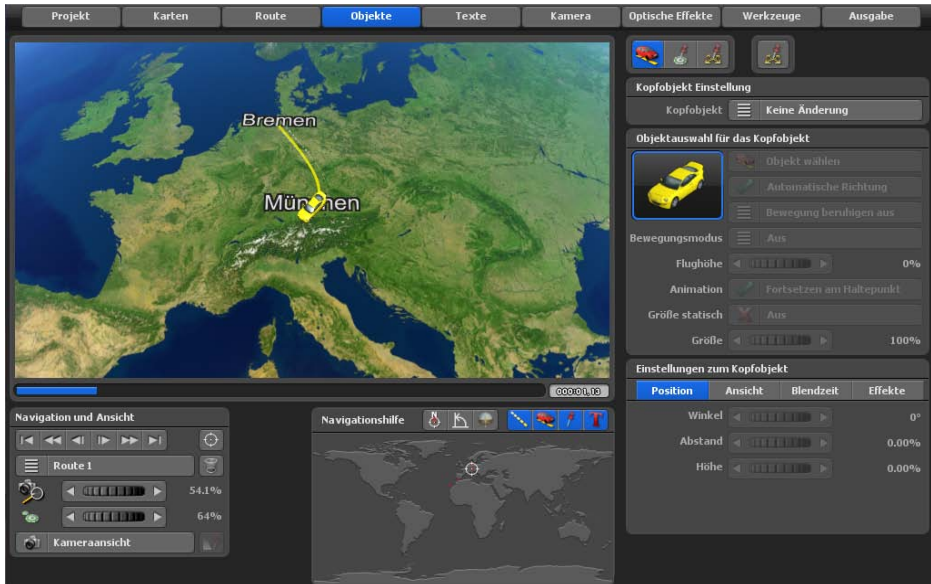 Projekt Karten Route Objekte Texte Kamera Optische Effekte Werkzeuge Ausgabe
Bremen
München
000:01,13
Navigation und Ansicht
Route 1
54.1%
64%
Kameraansicht
Navigationshilfe
Kopfobjekt Einstellung
Kopfobjekt Keine Änderung
Objektauswahl für das Kopfobjekt
Objekt wählen
Automatische Richtung
Bewegung beruhigen aus
Bewegungsmodus Aus
Flughöhe 0%
Animation Fortsetzen am Haltepunkt
Größe statisch Aus
Größe 100%
Einstellungen zum Kopfobjekt
Position Ansicht Blendzeit Effekte
Winkel 0°
Abstand 0.00%
Höhe 0.00%